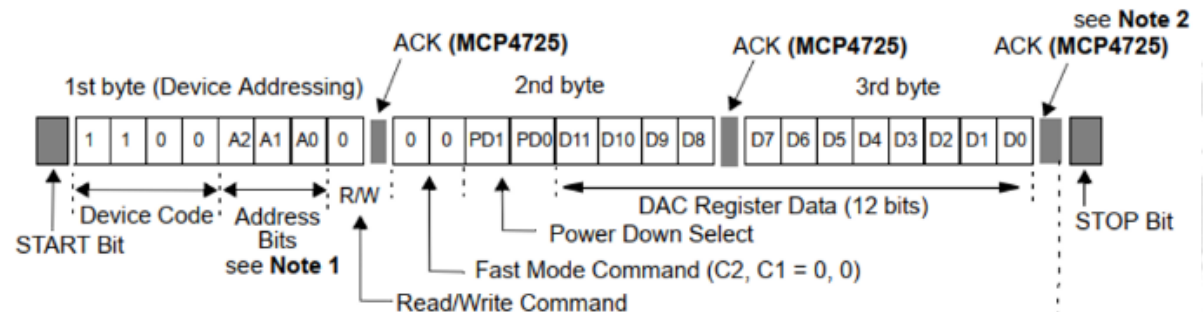 see Note 2
ACK (MCP4725) ACK (MCP4725) ACK (MCP4725)
1st byte (Device Addressing) 2nd byte 3rd byte
1 1 0 0 A2 A1 A0 0 0 0 PD1 PD0 D11 D10 D9 D8 D7 D6 D5 D4 D3 D2 D1 D0
R/W
Device Code Address DAC Register Data (12 bits)
START Bit Bits Power Down Select STOP Bit
see Note 1 Fast Mode Command (C2, C1 = 0, 0)
Read/Write Command